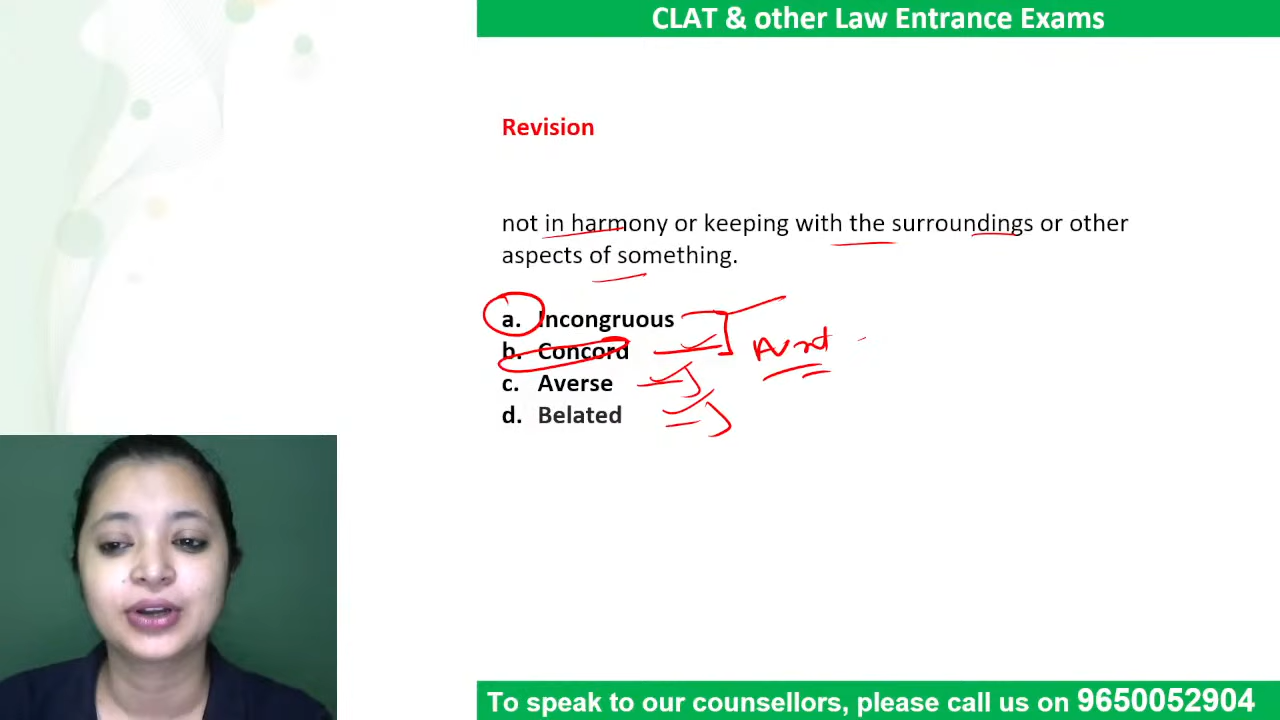 CLAT & other Law Entrance Exams
Revision
not in harmony or keeping with the surroundings or other
aspects of something.
a. Incongruous
b. Concord
c. Averse
d. Belated
To speak to our counsellors, please call us on 9650052904